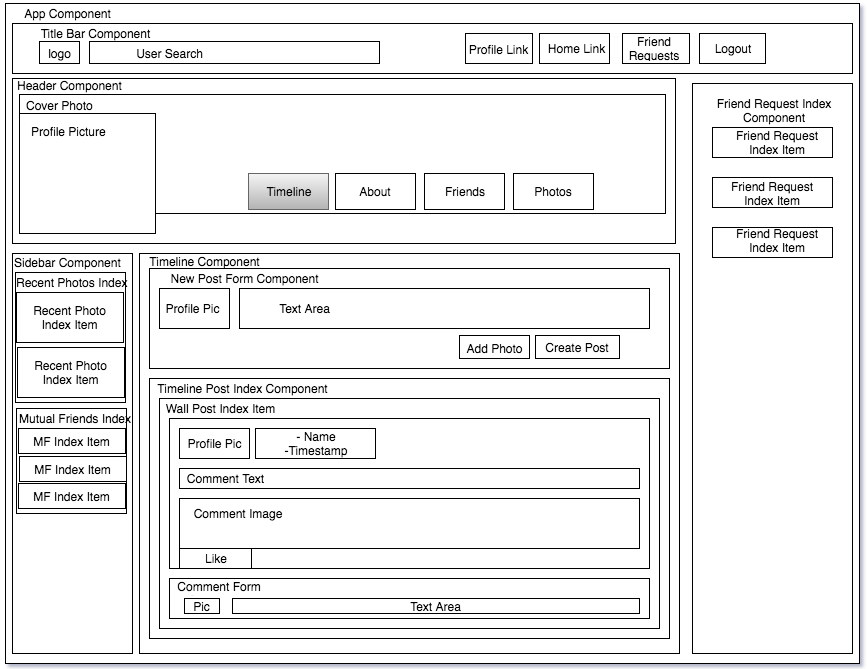 App Component
Title Bar Component
logo
User Search
Profile Link
Home Link
Friend
Requests
Logout
Header Component
Cover Photo
Profile Picture
Timeline
About
Friends
Photos
Friend Request Index
Component
Friend Request
Index Item
Friend Request
Index Item
Friend Request
Index Item
Sidebar Component
Recent Photos Index
Recent Photo
Index Item
Recent Photo
Index Item
Mutual Friends Index
MF Index Item
MF Index Item
MF Index Item
Timeline Component
New Post Form Component
Profile Pic
Text Area
Add Photo
Create Post
Timeline Post Index Component
Wall Post Index Item
Profile Pic
- Name
-Timestamp
Comment Text
Comment Image
Like
Comment Form
Pic
Text Area